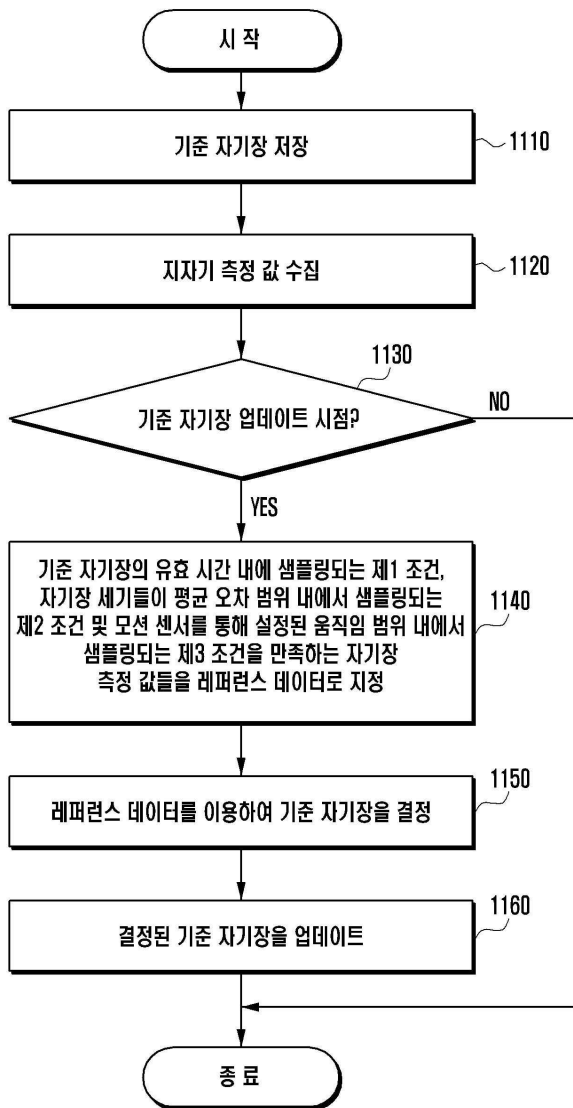 시 작
기준 자기장 저장
1110
지자기 측정 값 수집
1120
1130
기준 자기장 업데이트 시점?
NO
YES
기준 자기장의 유효 시간 내에 샘플링되는 제1 조건,
자기장 세기들이 평균 오차 범위 내에서 샘플링되는
제2 조건 및 모션 센서를 통해 설정된 움직임 범위 내에서
샘플링되는 제3 조건을 만족하는 자기장
측정 값들을 레퍼런스 데이터로 지정
1140
1150
레퍼런스 데이터를 이용하여 기준 자기장을 결정
1160
결정된 기준 자기장을 업데이트
종 료